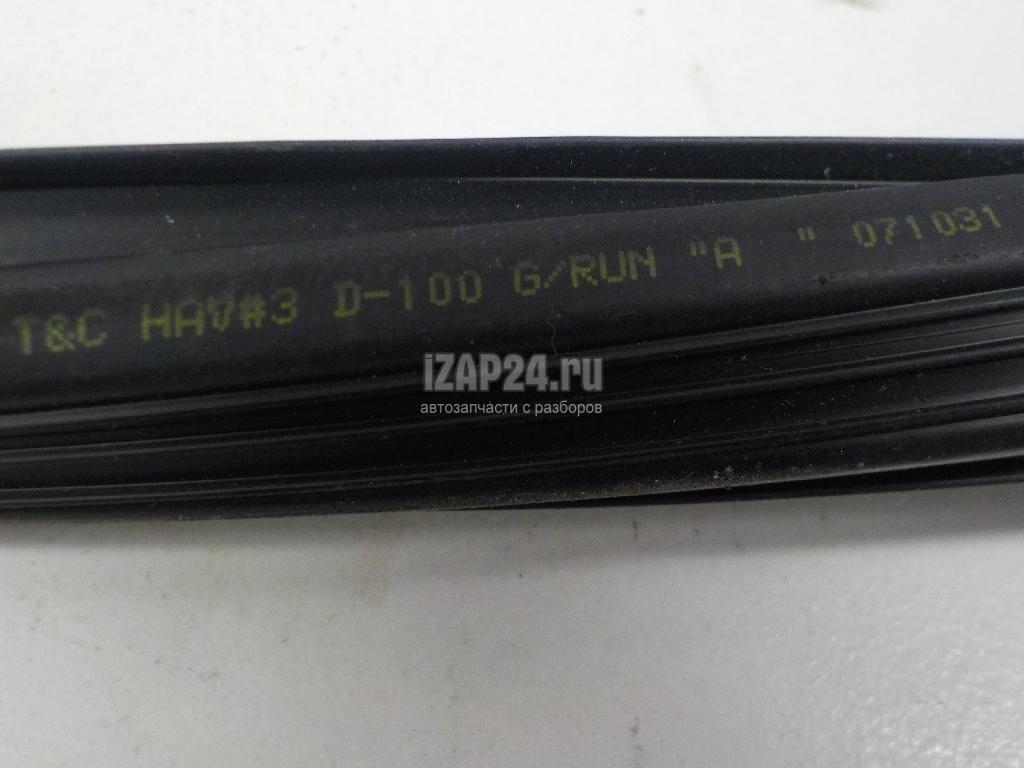 T&C HAV#3 D-100 G/RUN "A " 071031
iZAP24.ru
автозапчасти с разборов